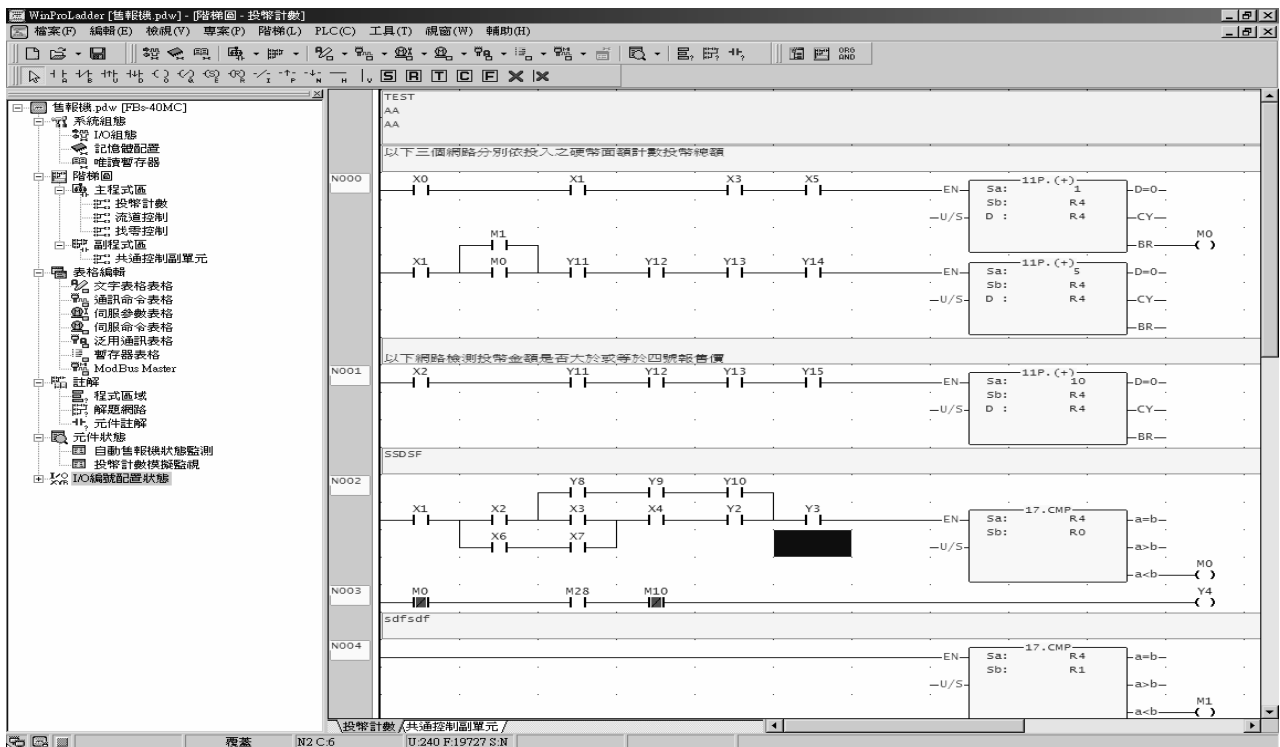 WinProLadder [售報機.pdw] - [階梯圖 - 投幣計數]
檔案(F) 編輯(E) 檢視(V) 專案(P) 階梯(L) PLC(C) 工具(T) 視窗(W) 輔助(H)
ORG
AND
A B U D S R I P N H V S R T C F
售報機.pdw [FBs-40MC]
系統組態
I/O組態
記憶體配置
唯讀暫存器
階梯圖
主程式區
投幣計數
流道控制
找零控制
副程式區
共通控制副單元
表格編輯
文字表格表格
通訊命令表格
伺服參數表格
伺服命令表格
泛用通訊表格
暫存器表格
ModBus Master
註解
程式區域
解題網路
元件註解
元件狀態
自動售報機狀態監測
投幣計數模擬監視
I/O編號配置狀態
TEST
AA
AA
以下三個網路分別依投入之硬幣面額計數投幣總額
N000 X0 X1 X3 X5 11P.(+)
EN Sa: 1 D=0
Sb: R4
U/S D : R4 CY
M1 BR M0
X1 M0 Y11 Y12 Y13 Y14 11P.(+)
EN Sa: 5 D=0
Sb: R4
U/S D : R4 CY
BR
以下網路檢測投幣金額是否大於或等於四號報售價
N001 X2 Y11 Y12 Y13 Y15 11P.(+)
EN Sa: 10 D=0
Sb: R4
U/S D : R4 CY
BR
SSDSF
N002 Y8 Y9 Y10
X1 X2 X3 X4 Y2 Y3 17.CMP
EN Sa: R4 a=b
Sb: R0
X6 X7 U/S a>b
a<b M0
N003 M0 M28 M10 Y4
sdfsdf
N004 17.CMP
EN Sa: R4 a=b
Sb: R1
U/S a>b
a<b M1
投幣計數 共通控制副單元
覆蓋 N2 C:6 U:240 F:19727 S:N